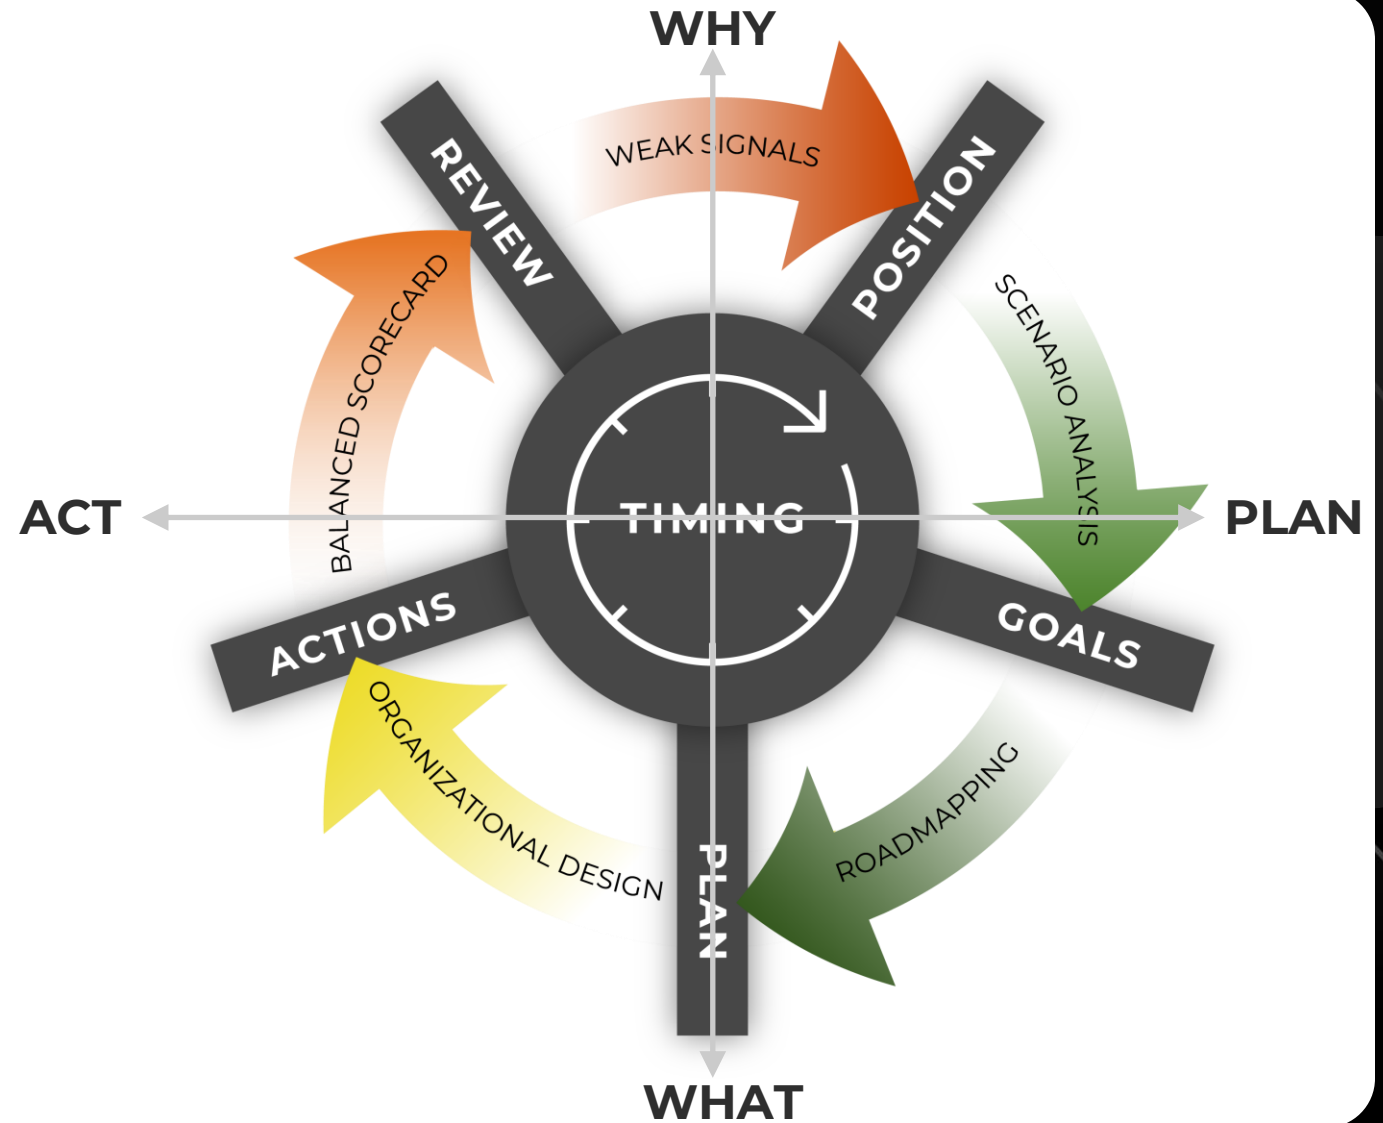 WHY
WEAK SIGNALS
REVIEW
POSITION
BALANCED SCORECARD
SCENARIO ANALYSIS
ACT
TIMING
PLAN
ACTIONS
GOALS
ORGANIZATIONAL DESIGN
ROADMAPPING
PLAN
WHAT